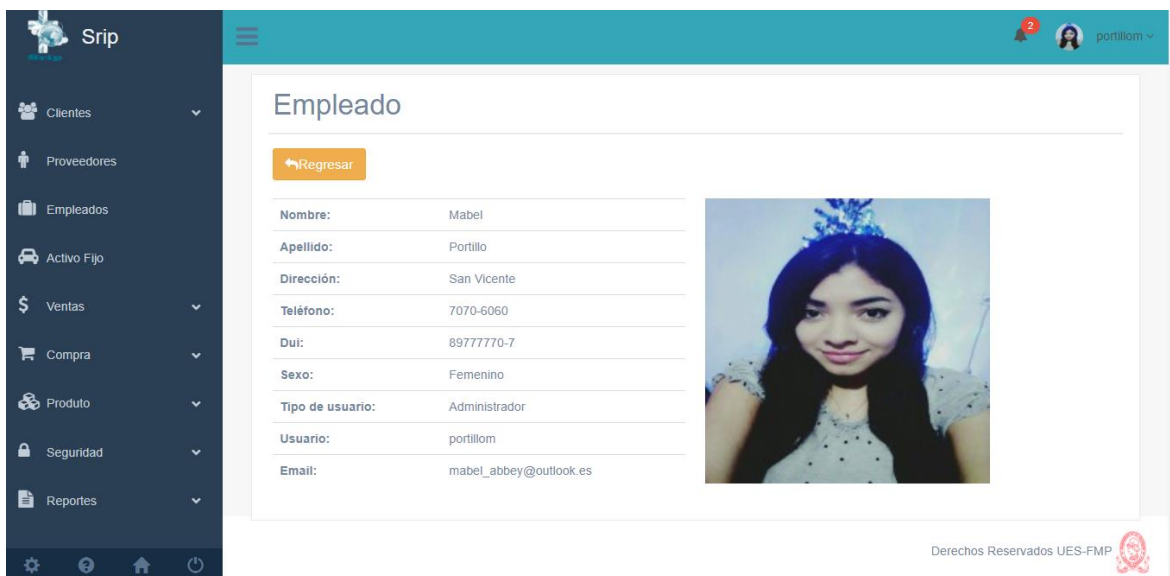 Srip
2
portillom
Clientes
Proveedores
Empleados
Activo Fijo
Ventas
Compra
Produto
Seguridad
Reportes
Empleado
Regresar
Nombre: Mabel
Apellido: Portillo
Dirección: San Vicente
Teléfono: 7070-6060
Dui: 89777770-7
Sexo: Femenino
Tipo de usuario: Administrador
Usuario: portillom
Email: mabel_abbey@outlook.es
Derechos Reservados UES-FMP